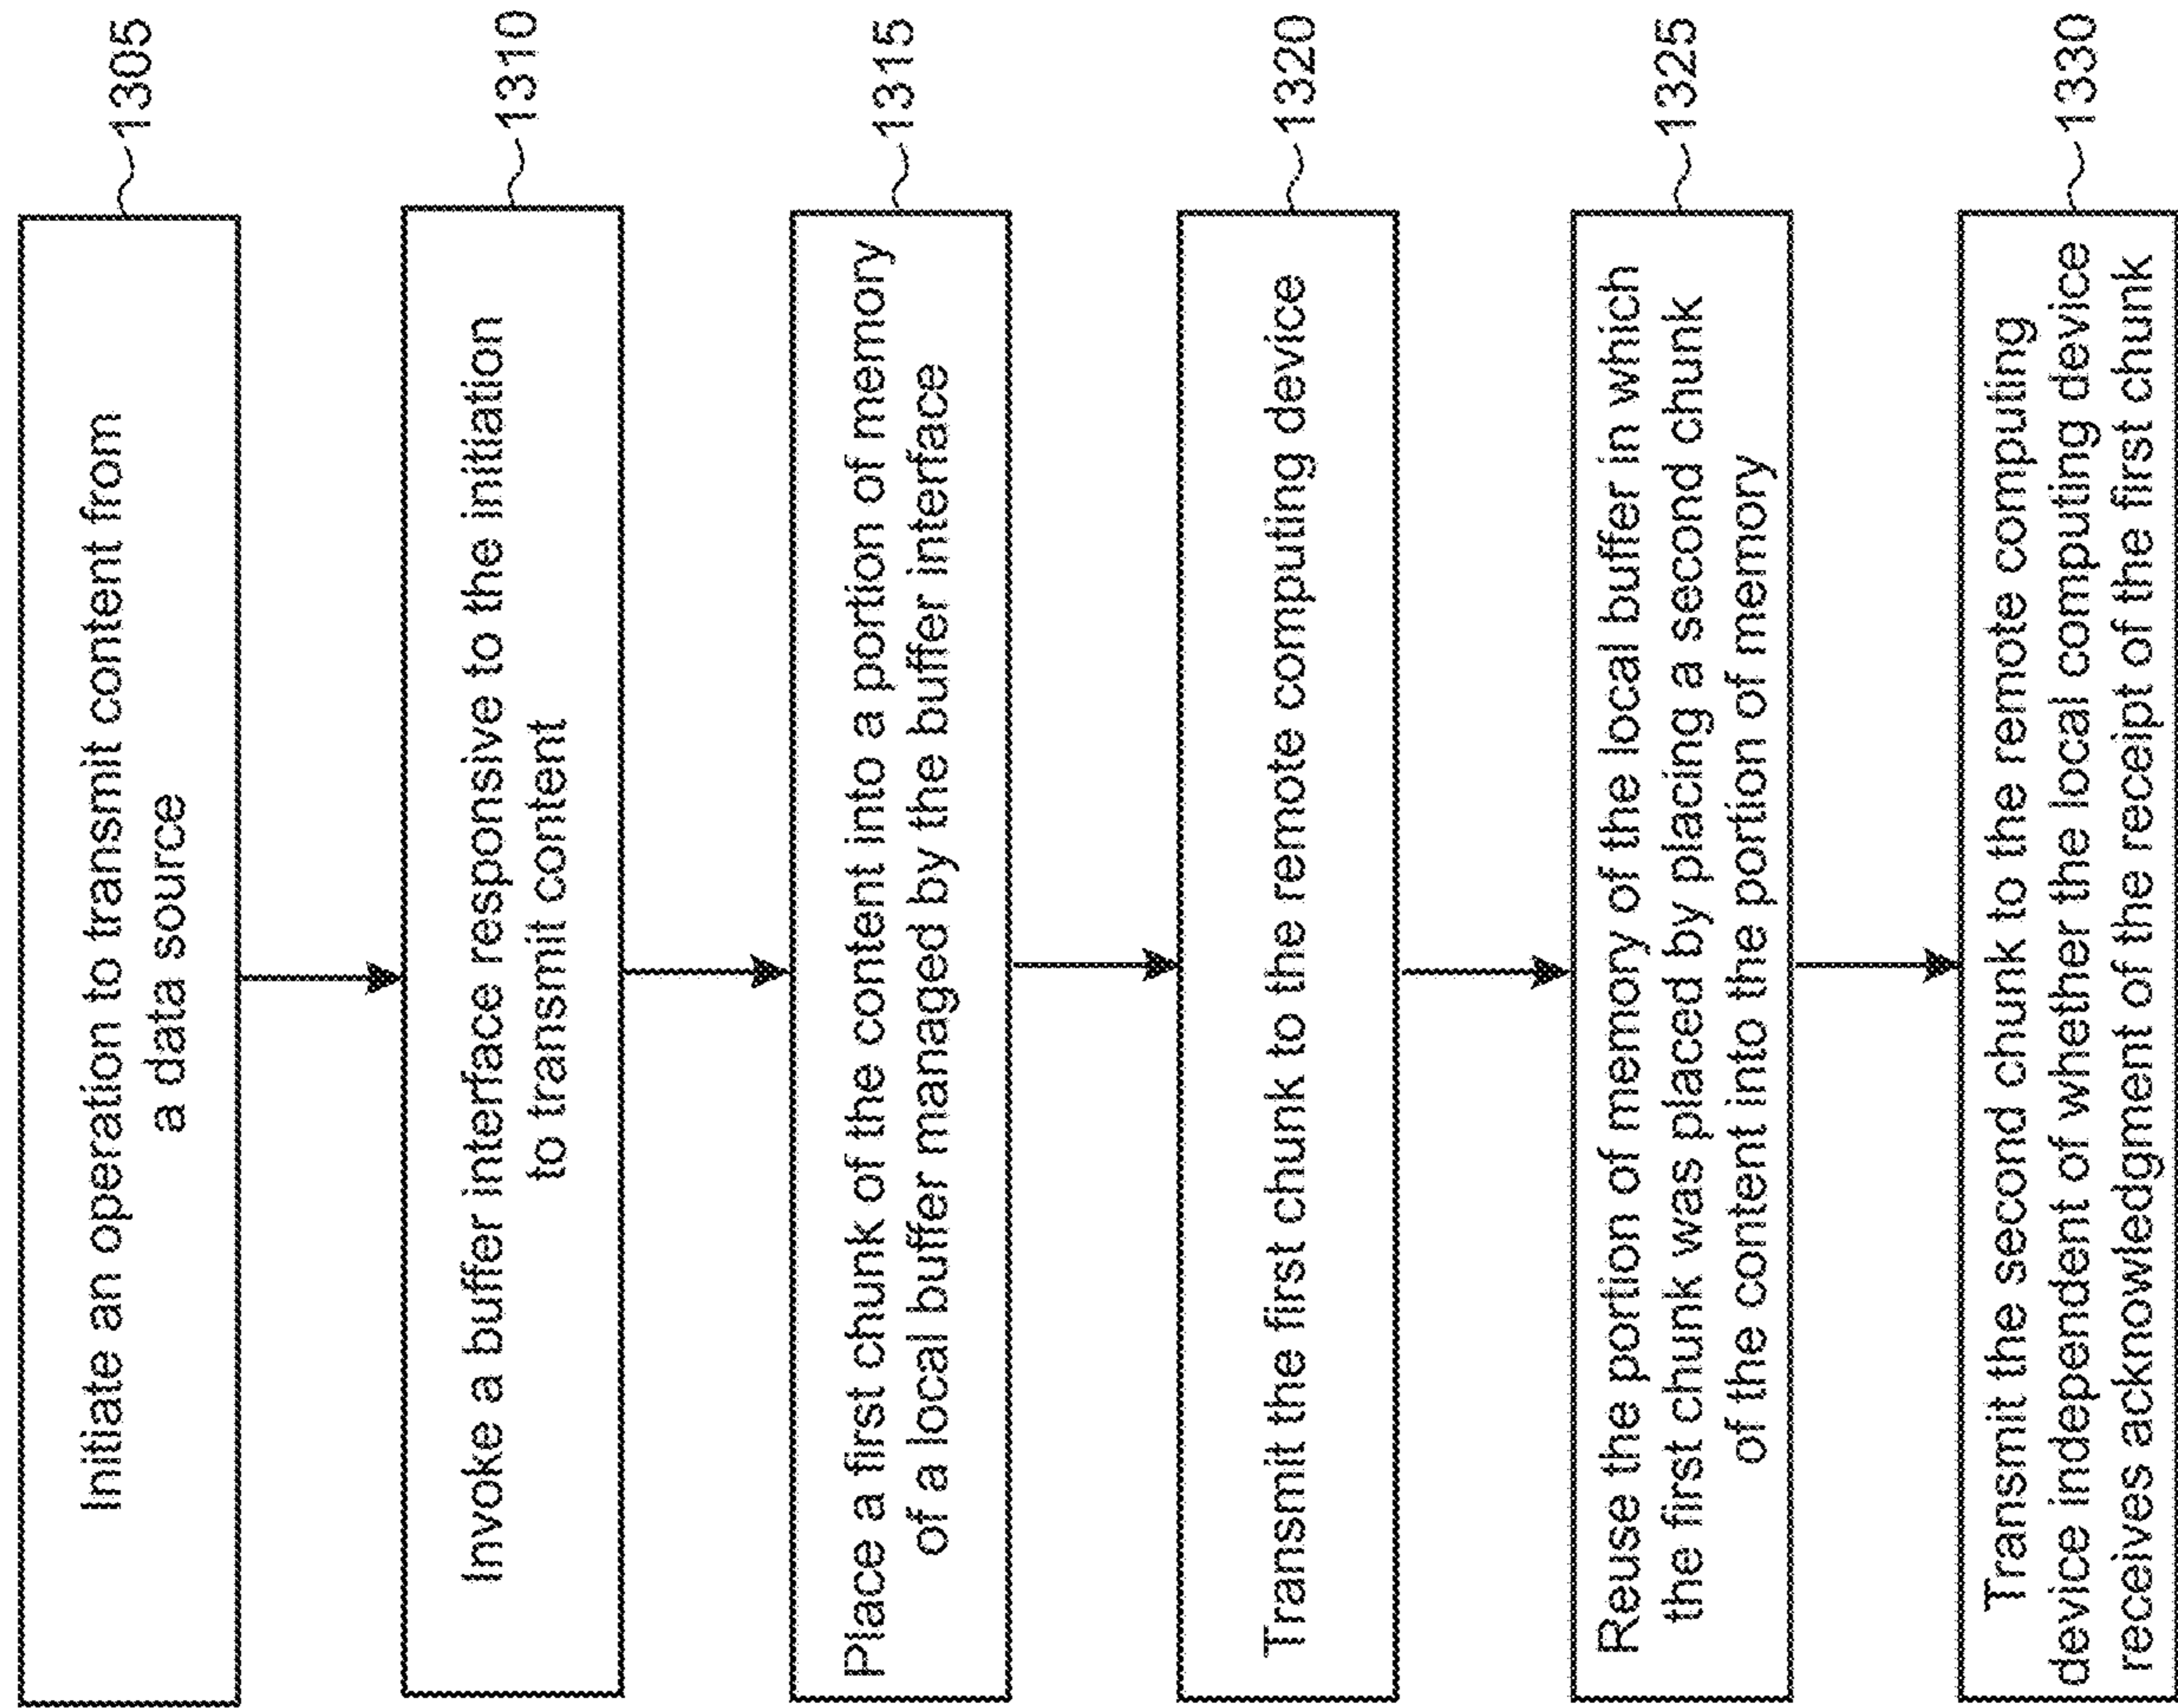 Initiate an operation to transmit content from
a data source
1305
Invoke a buffer interface responsive to the initiation
to transmit content
1310
Place a first chunk of the content into a portion of memory
of a local buffer managed by the buffer interface
1315
Transmit the first chunk to the remote computing device
1320
Reuse the portion of memory of the local buffer in which
the first chunk was placed by placing a second chunk
of the content into the portion of memory
1325
Transmit the second chunk to the remote computing
device independent of whether the local computing device
receives acknowledgment of the receipt of the first chunk
1330